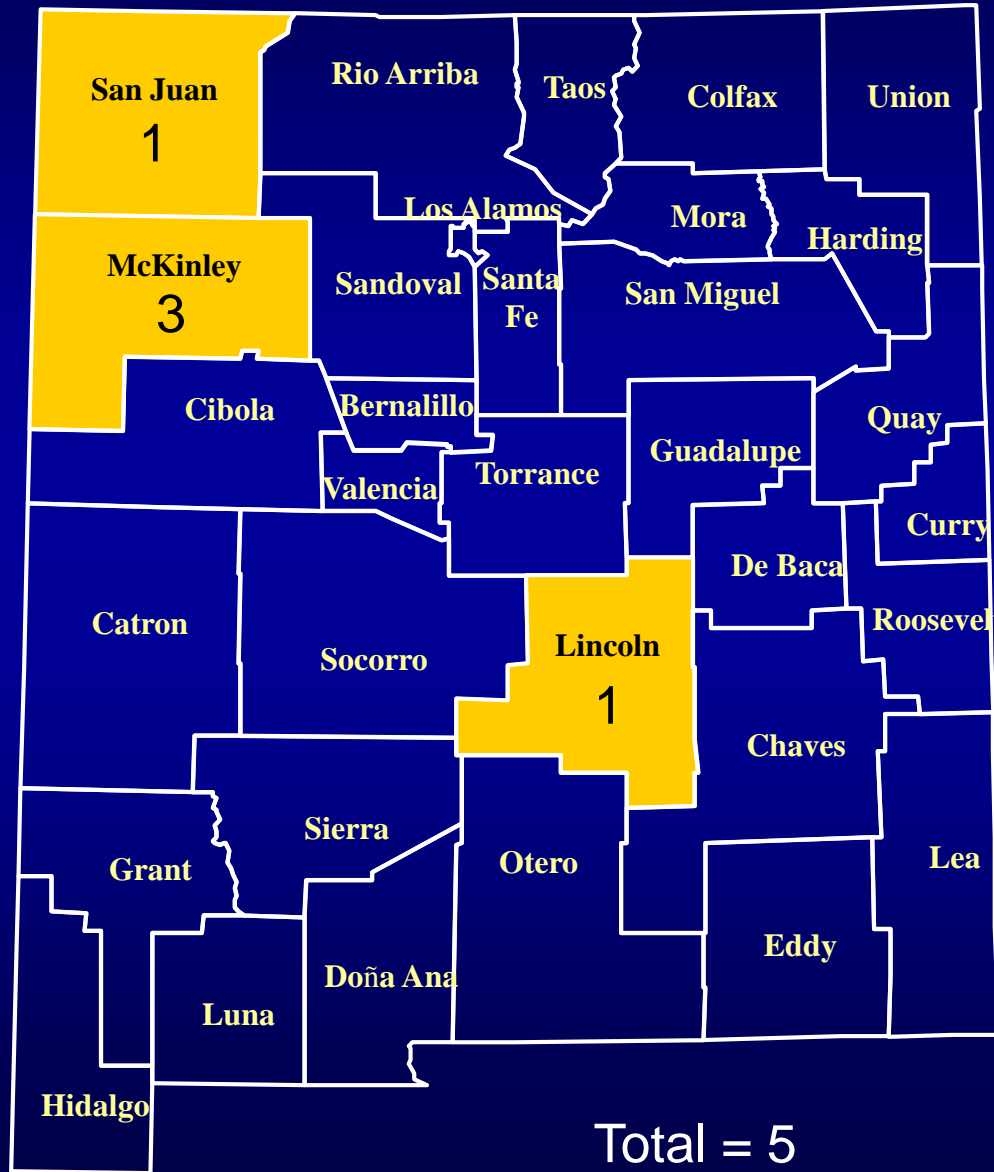 San Juan
1
Rio Arriba
Taos
Colfax
Union
Los Alamos
Mora
Harding
McKinley
3
Sandoval
Santa
Fe
San Miguel
Cibola
Bernalillo
Quay
Valencia
Torrance
Guadalupe
Curry
De Baca
Catron
Socorro
Lincoln
1
Roosevel
Chaves
Sierra
Grant
Otero
Lea
Eddy
Doña Ana
Luna
Hidalgo
Total = 5